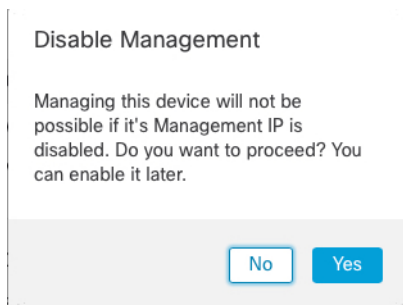 Disable Management
Managing this device will not be
possible if it's Management IP is
disabled. Do you want to proceed? You
can enable it later.
No
Yes